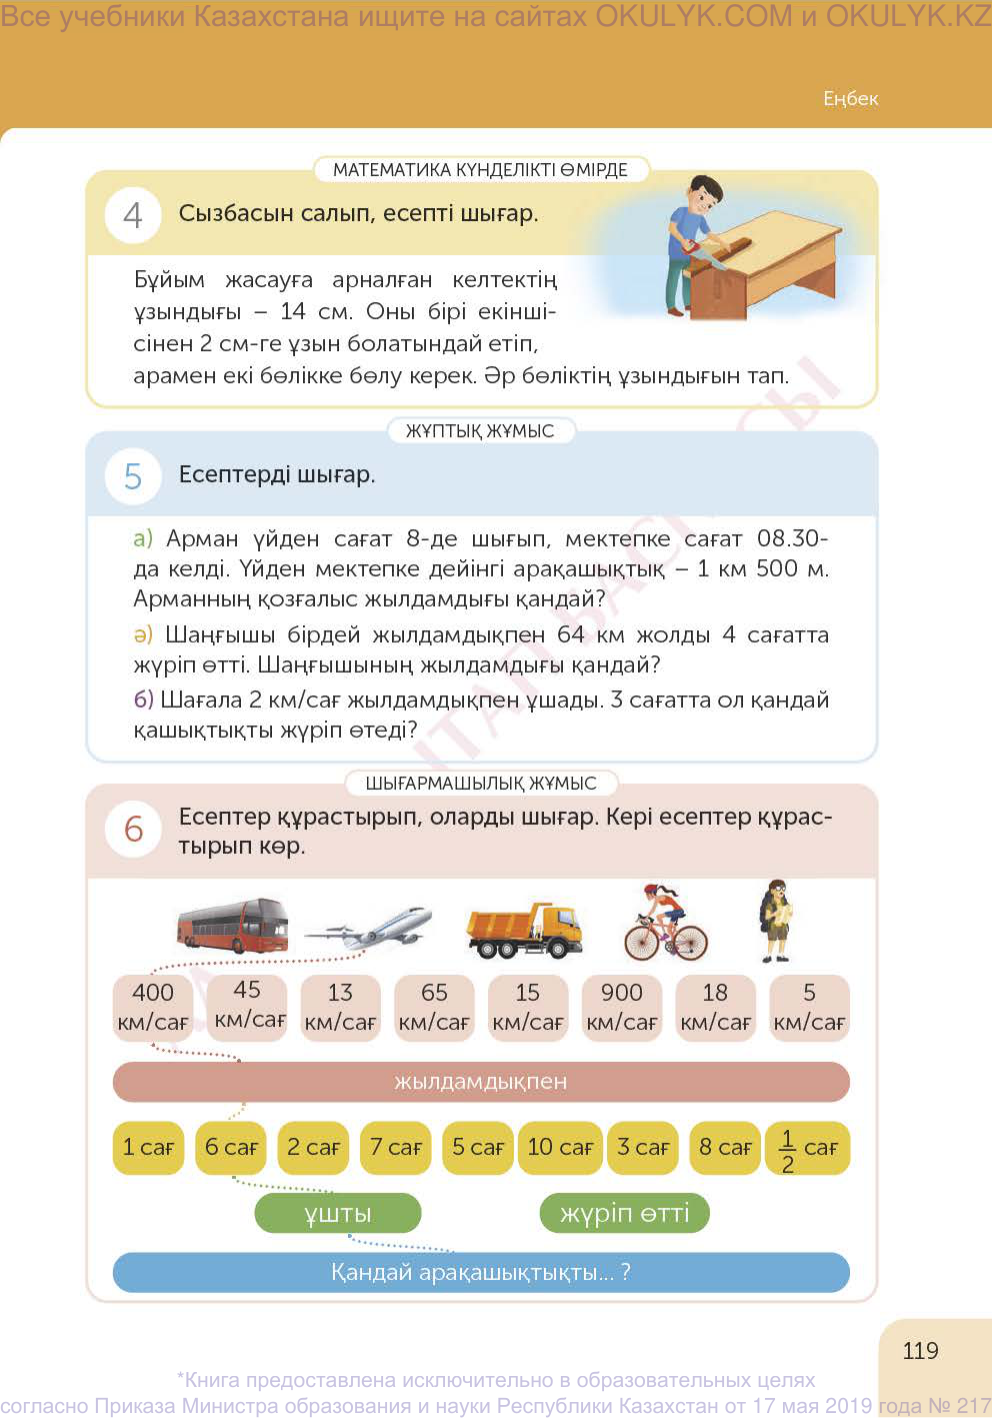 Все учебники Казахстана ищите на сайтах OKULYK.COM и OKULYK.KZ
Еңбек
МАТЕМАТИКА КҮНДЕЛІКТІ ӨМІРДЕ
4 Сызбасын салып, есепті шығар.
Бұйым жасауға арналған келтектің
ұзындығы – 14 см. Оны бірі екінші-
сінен 2 см-ге ұзын болатындай етіп,
арамен екі бөлікке бөлу керек. Әр бөліктің ұзындығын тап.
ЖҰПТЫҚ ЖҰМЫС
5 Есептерді шығар.
а) Арман үйден сағат 8-де шығып, мектепке сағат 08.30-
да келді. Үйден мектепке дейінгі арақашықтық – 1 км 500 м.
Арманның қозғалыс жылдамдығы қандай?
ә) Шаңғышы бірдей жылдамдықпен 64 км жолды 4 сағатта
жүріп өтті. Шаңғышының жылдамдығы қандай?
б) Шағала 2 км/сағ жылдамдықпен ұшады. 3 сағатта ол қандай
қашықтықты жүріп өтеді?
ШЫҒАРМАШЫЛЫҚ ЖҰМЫС
6 Есептер құрастырып, оларды шығар. Кері есептер құрас-
тырып көр.
400 45 13 65 15 900 18 5
км/сағ км/сағ км/сағ км/сағ км/сағ км/сағ км/сағ км/сағ
жылдамдықпен
1 сағ 6 сағ 2 сағ 7 сағ 5 сағ 10 сағ 3 сағ 8 сағ 1/2 сағ
ұшты жүріп өтті
Қандай арақашықтықты... ?
119
*Книга предоставлена исключительно в образовательных целях
согласно Приказа Министра образования и науки Республики Казахстан от 17 мая 2019 года № 217